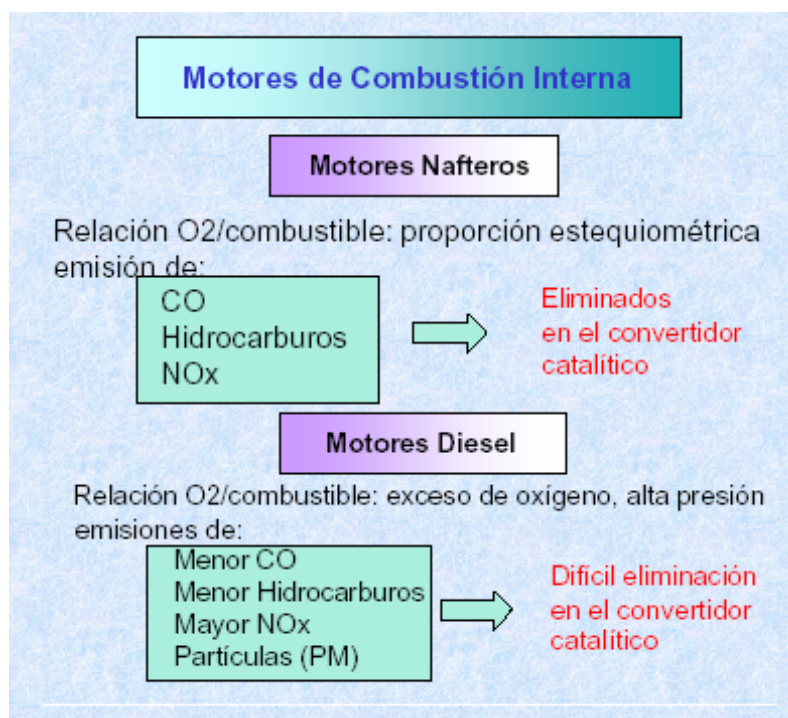 Motores de Combustión Interna
Motores Nafteros
Relación O2/combustible: proporción estequiométrica
emisión de:
CO
Hidrocarburos
NOx
Eliminados
en el convertidor
catalítico
Motores Diesel
Relación O2/combustible: exceso de oxígeno, alta presión
emisiones de:
Menor CO
Menor Hidrocarburos
Mayor NOx
Partículas (PM)
Difícil eliminación
en el convertidor
catalítico